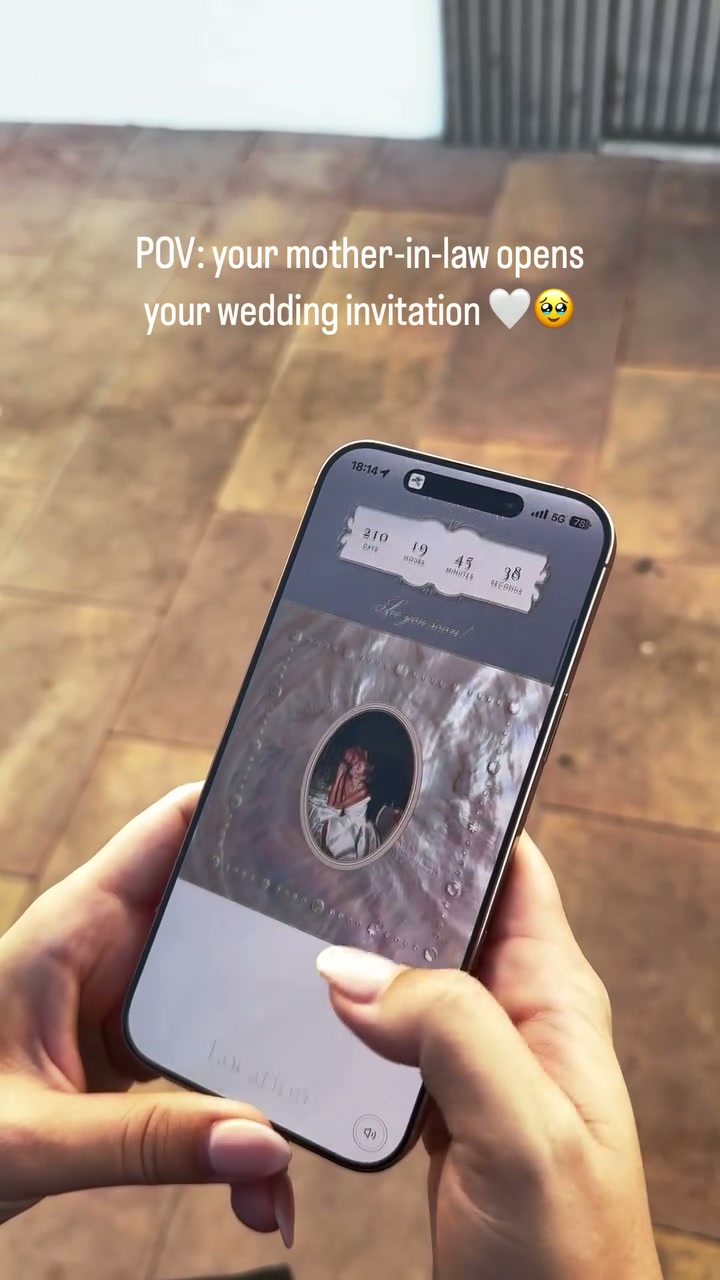 POV: your mother-in-law opens
your wedding invitation 🤍🥹
18:14
5G 78
210 19 45 38
DAYS HOURS MINUTES SECONDS
See you soon!
Location